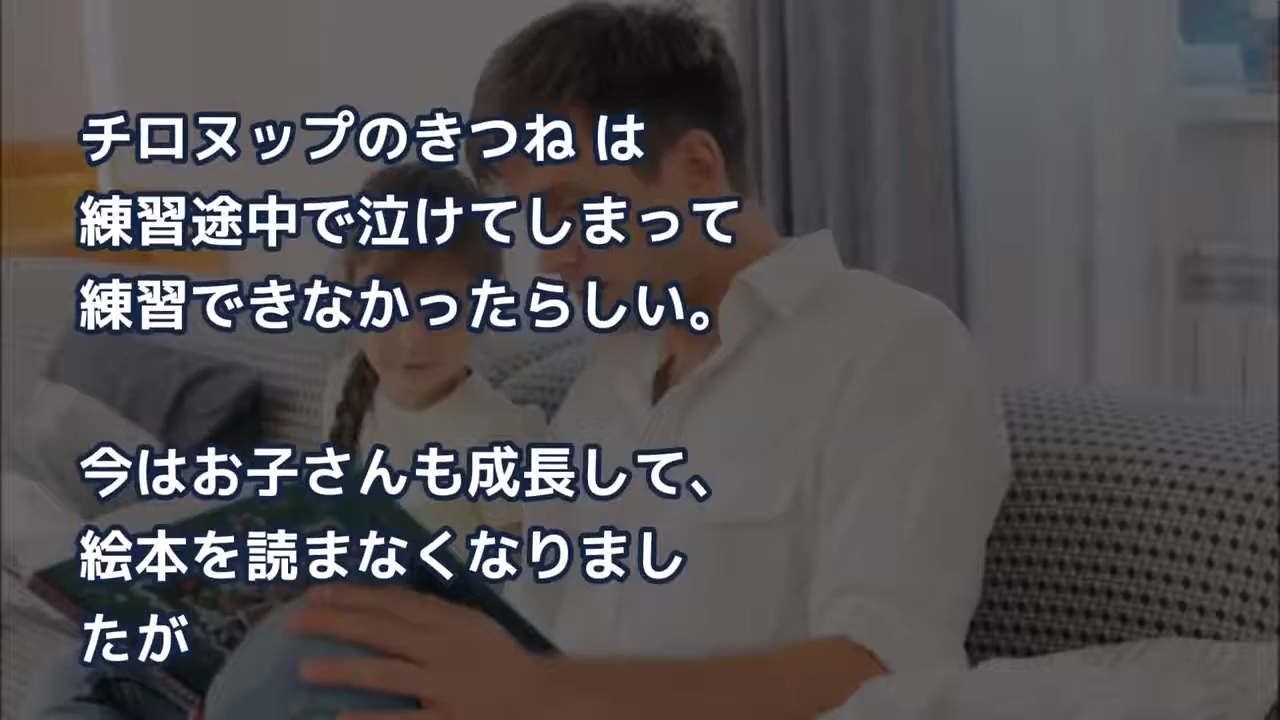 チロヌップのきつね は
練習途中で泣けてしまって
練習できなかったらしい。
今はお子さんも成長して、
絵本を読まなくなりまし
たが